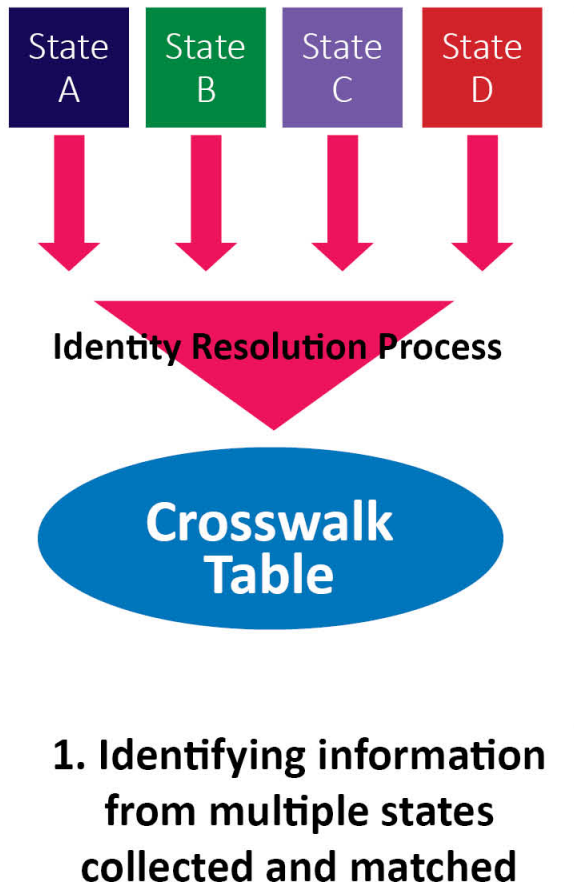 State
A
State
B
State
C
State
D
Identity Resolution Process
Crosswalk
Table
1. Identifying information
from multiple states
collected and matched